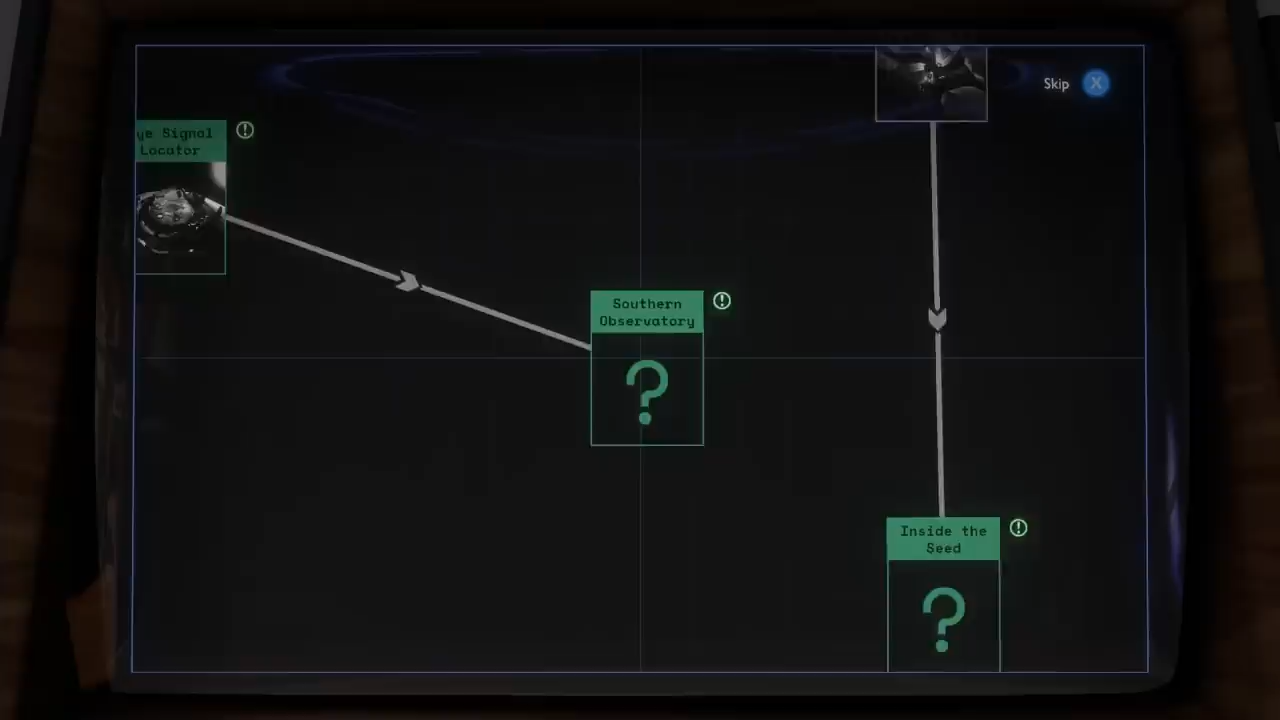 Skip X
ye Signal
Locator
!
Southern
Observatory
!
?
Inside the
Seed
!
?